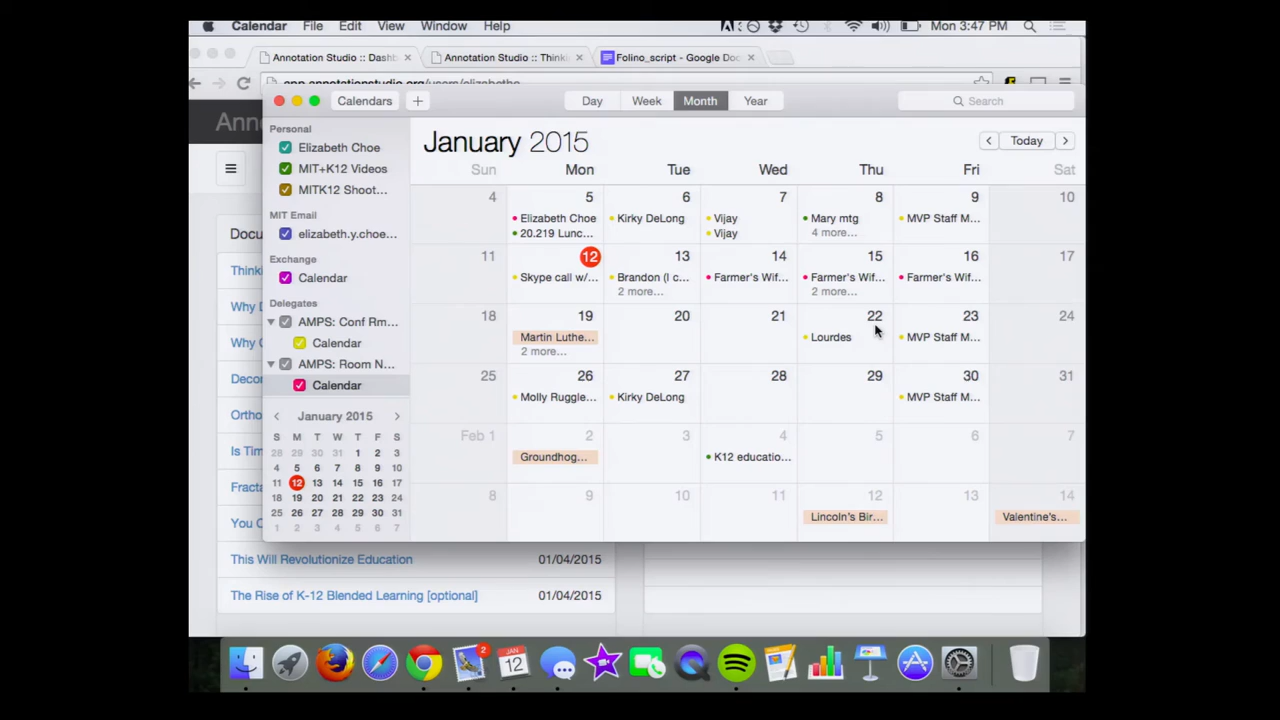 Calendar File Edit View Window Help Mon 3:47 PM
Annotation Studio :: Dashb Annotation Studio :: Thinki Folino_script - Google Doc
app.annotationstudio.org/users/elizabethc
Calendars + Day Week Month Year Search
Anno
Docu
Thinki
Why D
Why C
Decor
Ortho
Is Tim
Fracta
You C
This Will Revolutionize Education 01/04/2015
The Rise of K-12 Blended Learning [optional] 01/04/2015
Personal
Elizabeth Choe
MIT+K12 Videos
MITK12 Shoot...
MIT Email
elizabeth.y.choe...
Exchange
Calendar
Delegates
AMPS: Conf Rm...
Calendar
AMPS: Room N...
Calendar
January 2015
S M T W T F S
28 29 30 31 1 2 3
4 5 6 7 8 9 10
11 12 13 14 15 16 17
18 19 20 21 22 23 24
25 26 27 28 29 30 31
1 2 3 4 5 6 7
January 2015 Today
Sun Mon Tue Wed Thu Fri Sat
4 5 6 7 8 9 10
Elizabeth Choe Kirky DeLong Vijay Mary mtg MVP Staff M...
20.219 Lunc... Vijay 4 more...
11 12 13 14 15 16 17
Skype call w/... Brandon (I c... Farmer's Wif... Farmer's Wif... Farmer's Wif...
2 more... 2 more...
18 19 20 21 22 23 24
Martin Luthe... Lourdes MVP Staff M...
2 more...
25 26 27 28 29 30 31
Molly Ruggle... Kirky DeLong MVP Staff M...
Feb 1 2 3 4 5 6 7
Groundhog... K12 educatio...
8 9 10 11 12 13 14
Lincoln's Bir... Valentine's...
2
JAN
12